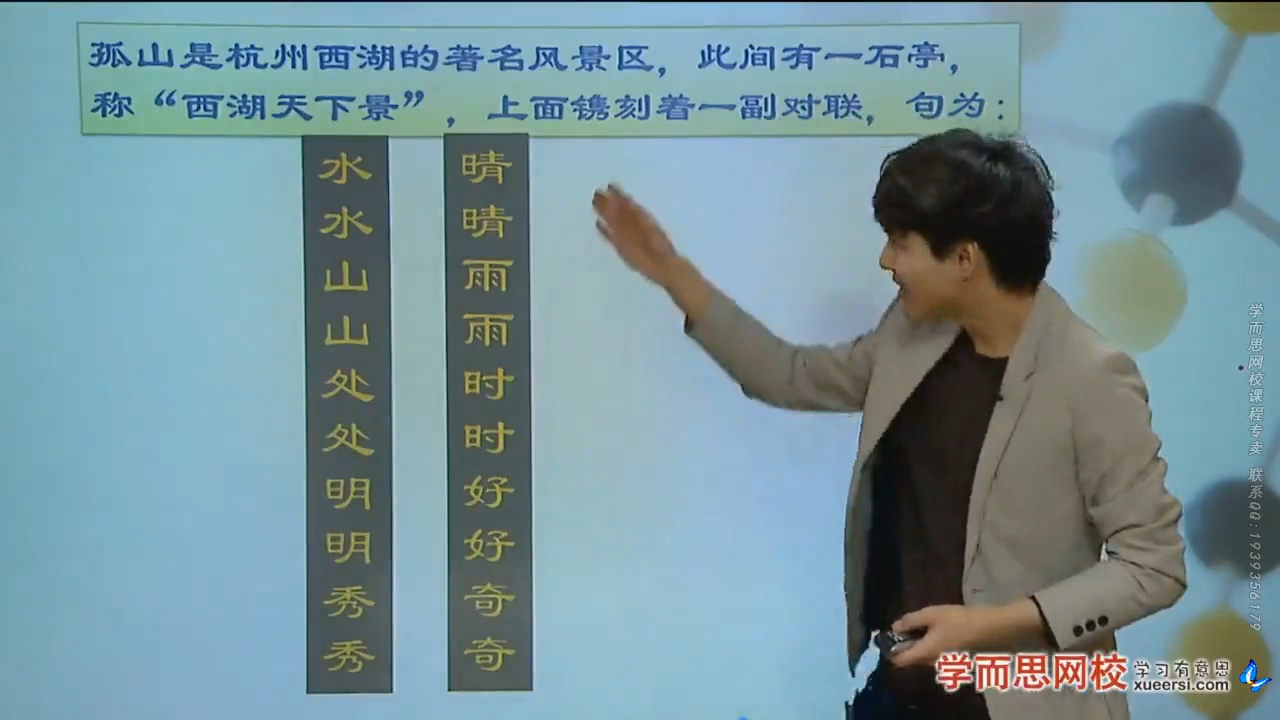 孤山是杭州西湖的著名风景区，此间有一石亭，
称“西湖天下景”，上面镌刻着一副对联，句为：
水水山山处处明明秀秀
晴晴雨雨时时好好奇奇
学而思网校课程专卖 联系QQ:1939356179
学而思网校 学习有意思
xueersi.com